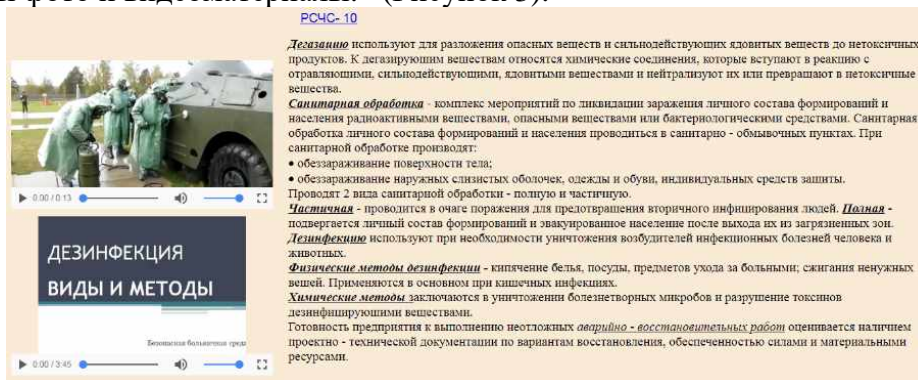 и фото и видеоматериалы. (Рисунок 3).
РСЧС- 10
Дегазацию используют для разложения опасных веществ и сильнодействующих ядовитых веществ до нетоксичных
продуктов. К дегазирующим веществам относятся химические соединения, которые вступают в реакцию с
отравляющими, сильнодействующими, ядовитыми веществами и нейтрализуют их или превращают в нетоксичные
вещества.
Санитарная обработка - комплекс мероприятий по ликвидации заражения личного состава формирований и
населения радиоактивными веществами, опасными веществами или бактериологическими средствами. Санитарная
обработка личного состава формирований и населения проводиться в санитарно - обмывочных пунктах. При
санитарной обработке производят:
• обеззараживание поверхности тела;
• обеззараживание наружных слизистых оболочек, одежды и обуви, индивидуальных средств защиты.
Проводят 2 вида санитарной обработки - полную и частичную.
Частичная - проводится в очаге поражения для предотвращения вторичного инфицирования людей. Полная -
подвергается личный состав формирований и эвакуированное население после выхода их из загрязненных зон.
Дезинфекцию используют при необходимости уничтожения возбудителей инфекционных болезней человека и
животных.
Физические методы дезинфекции - кипячение белья, посуды, предметов ухода за больными; сжигания ненужных
вещей. Применяются в основном при кишечных инфекциях.
Химические методы заключаются в уничтожении болезнетворных микробов и разрушение токсинов
дезинфицирующими веществами.
Готовность предприятия к выполнению неотложных аварийно - восстановительных работ оценивается наличием
проектно - технической документации по вариантам восстановления, обеспеченностью силами и материальными
ресурсами.
0:00 / 0:13
ДЕЗИНФЕКЦИЯ
ВИДЫ И МЕТОДЫ
Безопасная больничная среда
0:00 / 3:45